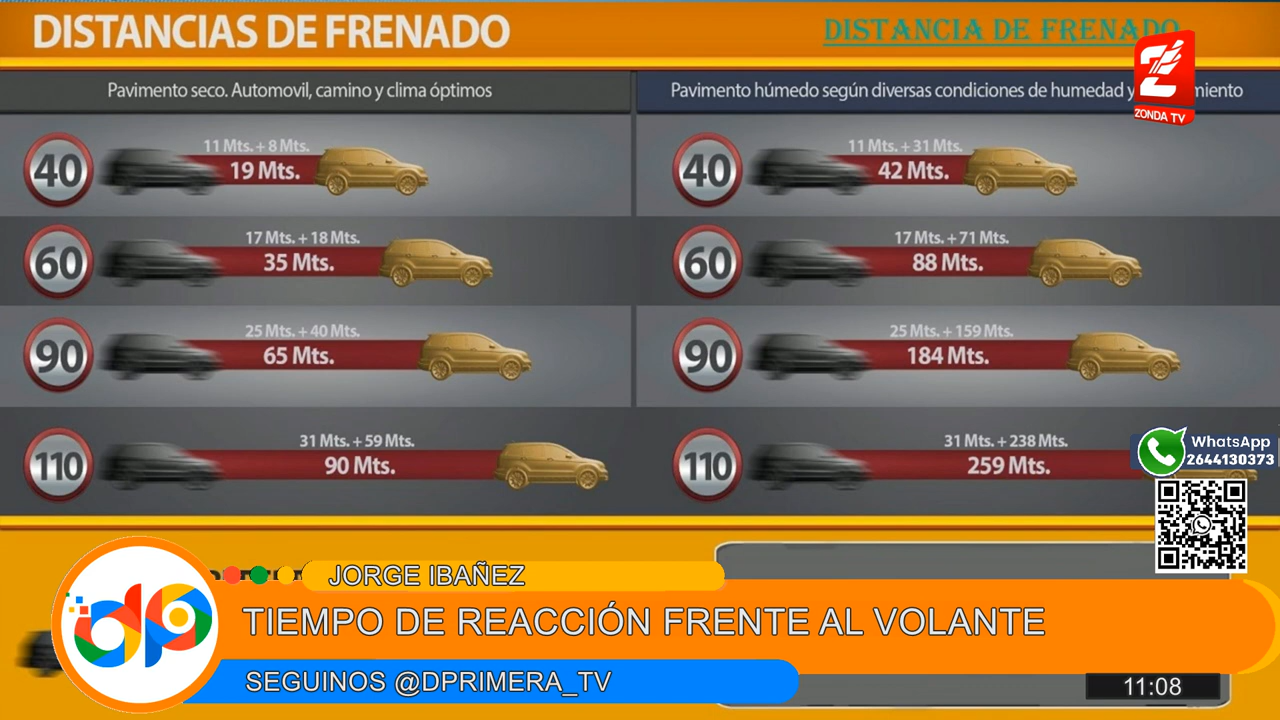 DISTANCIAS DE FRENADO
DISTANCIA DE FRENADO
ZONDA TV
Pavimento seco. Automovil, camino y clima óptimos
40
11 Mts. + 8 Mts.
19 Mts.
60
17 Mts. + 18 Mts.
35 Mts.
90
25 Mts. + 40 Mts.
65 Mts.
110
31 Mts. + 59 Mts.
90 Mts.
Pavimento húmedo según diversas condiciones de humedad y
40
11 Mts. + 31 Mts.
42 Mts.
60
17 Mts. + 71 Mts.
88 Mts.
90
25 Mts. + 159 Mts.
184 Mts.
110
31 Mts. + 238 Mts.
259 Mts.
WhatsApp
2644130373
dp
JORGE IBAÑEZ
TIEMPO DE REACCIÓN FRENTE AL VOLANTE
SEGUINOS @DPRIMERA_TV
11:08